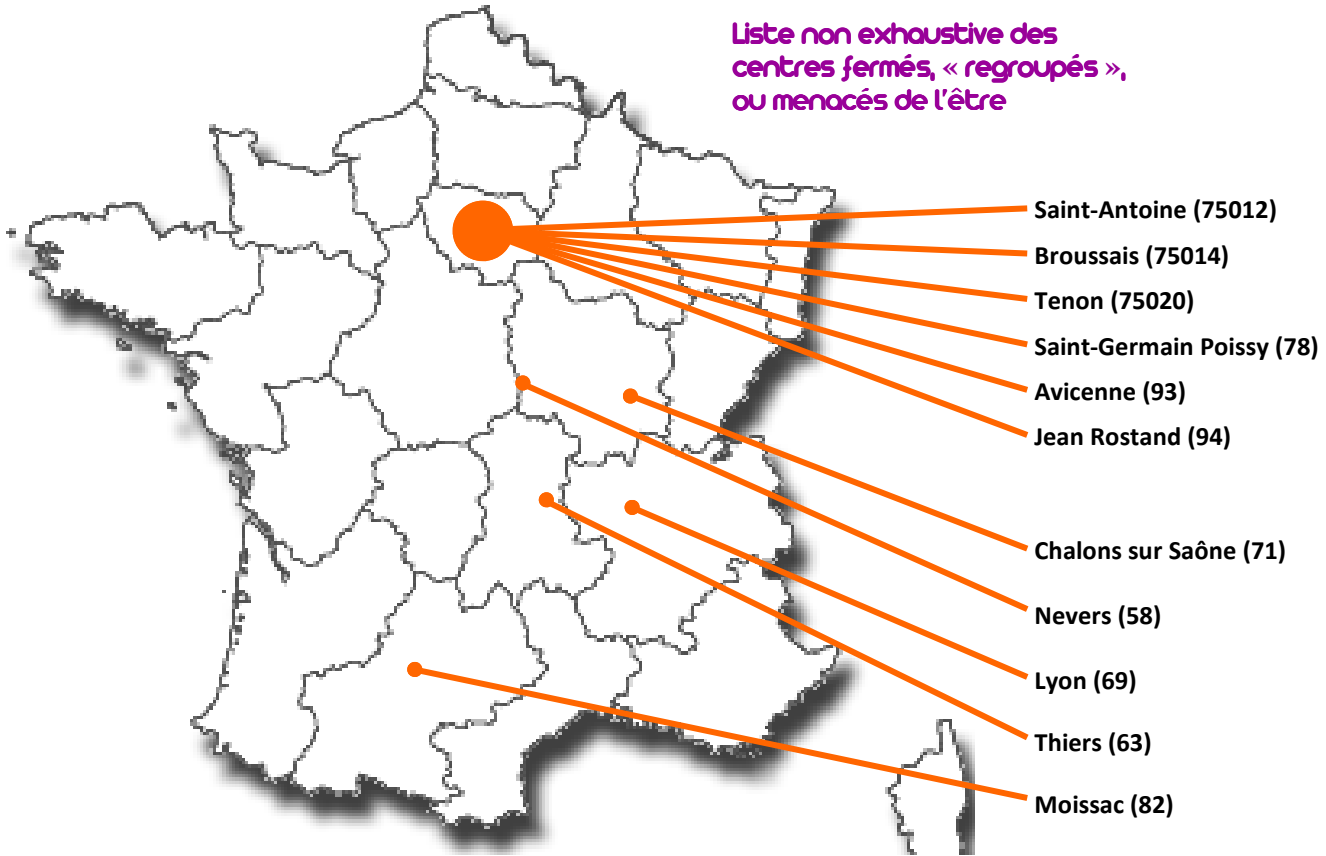 Liste non exhaustive des
centres fermés, « regroupés »,
ou menacés de l'être
Saint-Antoine (75012)
Broussais (75014)
Tenon (75020)
Saint-Germain Poissy (78)
Avicenne (93)
Jean Rostand (94)
Chalons sur Saône (71)
Nevers (58)
Lyon (69)
Thiers (63)
Moissac (82)